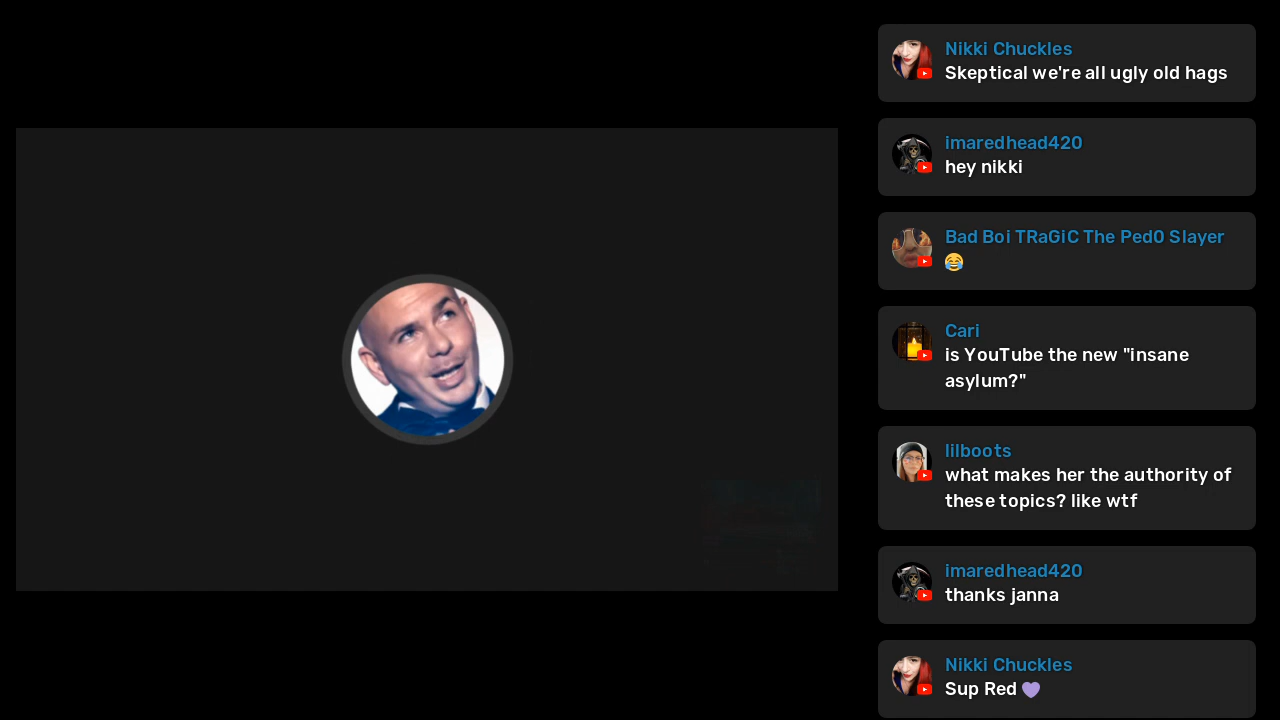 Nikki Chuckles
Skeptical we're all ugly old hags
imaredhead420
hey nikki
Bad Boi TRaGiC The Ped0 Slayer
😂
Cari
is YouTube the new "insane
asylum?"
lilboots
what makes her the authority of
these topics? like wtf
imaredhead420
thanks janna
Nikki Chuckles
Sup Red 💜